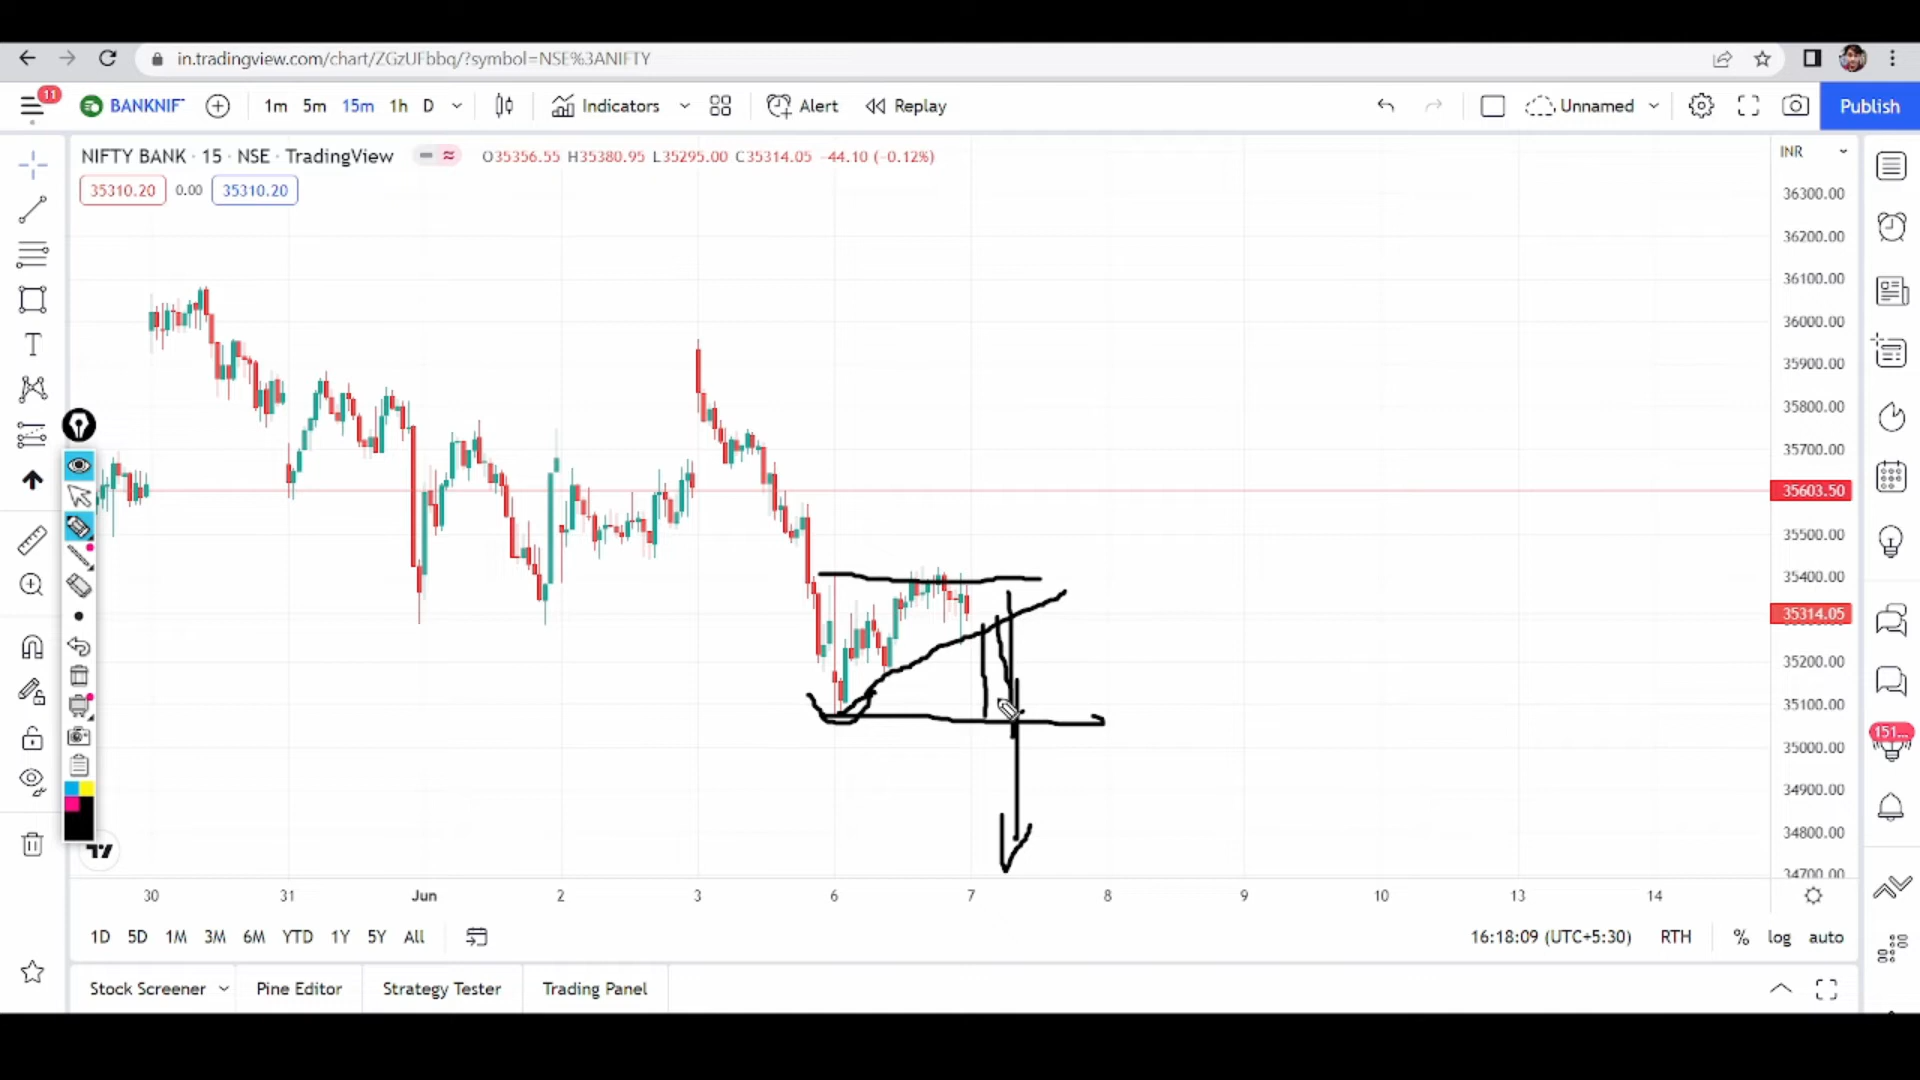 in.tradingview.com/chart/ZGzUFbbq/?symbol=NSE%3ANIFTY
11
BANKNIF
1m 5m 15m 1h D
Indicators
Alert
Replay
Unnamed
Publish
NIFTY BANK · 15 · NSE · TradingView
O35356.55 H35380.95 L35295.00 C35314.05 −44.10 (−0.12%)
35310.20 0.00 35310.20
INR
36300.00
36200.00
36100.00
36000.00
35900.00
35800.00
35700.00
35603.50
35500.00
35400.00
35314.05
35200.00
35100.00
35000.00
34900.00
34800.00
34700.00
151...
30 31 Jun 2 3 6 7 8 9 10 13 14
1D 5D 1M 3M 6M YTD 1Y 5Y All
16:18:09 (UTC+5:30) RTH % log auto
Stock Screener Pine Editor Strategy Tester Trading Panel